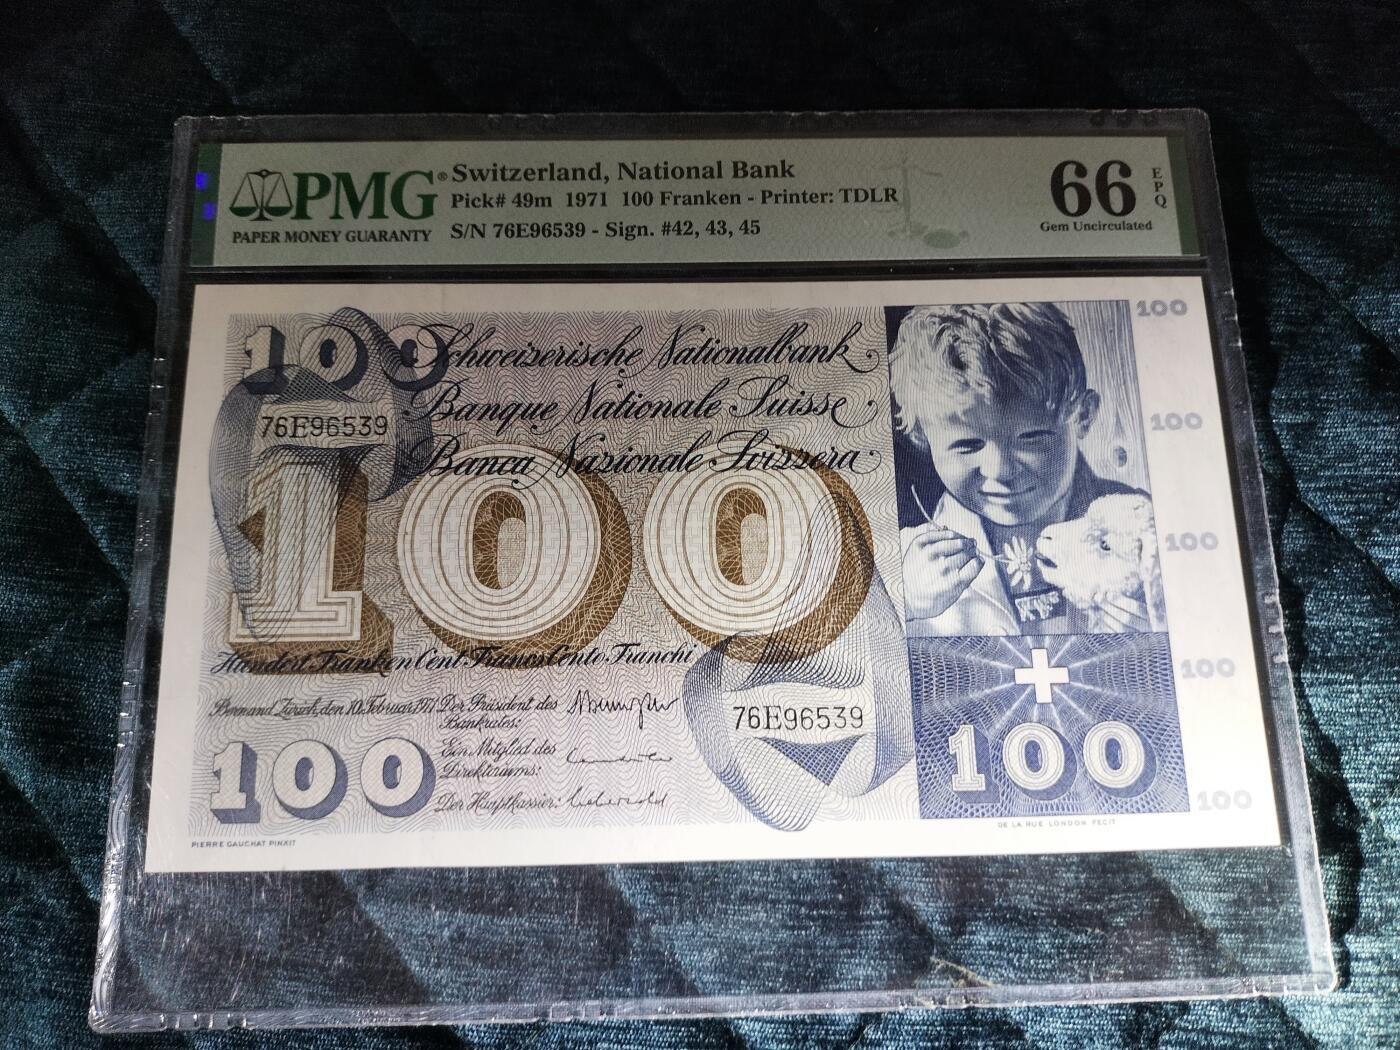 PMG®
PAPER MONEY GUARANTY
Switzerland, National Bank
Pick# 49m 1971 100 Franken - Printer: TDLR
S/N 76E96539 - Sign. #42, 43, 45
66
EPQ
Gem Uncirculated
100
Schweizerische Nationalbank
Banque Nationale Suisse
Banca Nazionale Svizzera
76E96539
100
Hundert Franken Cent Francs Cento Franchi
Bern und Zürich, den 10. Februar 1971
Der Präsident des
Bankrates:
Ein Mitglied des
Direktoriums:
Der Hauptkassier:
100
76E96539
100
100
100
100
100
100
PIERRE GAUCHAT PINXIT
DE LA RUE LONDON FECIT